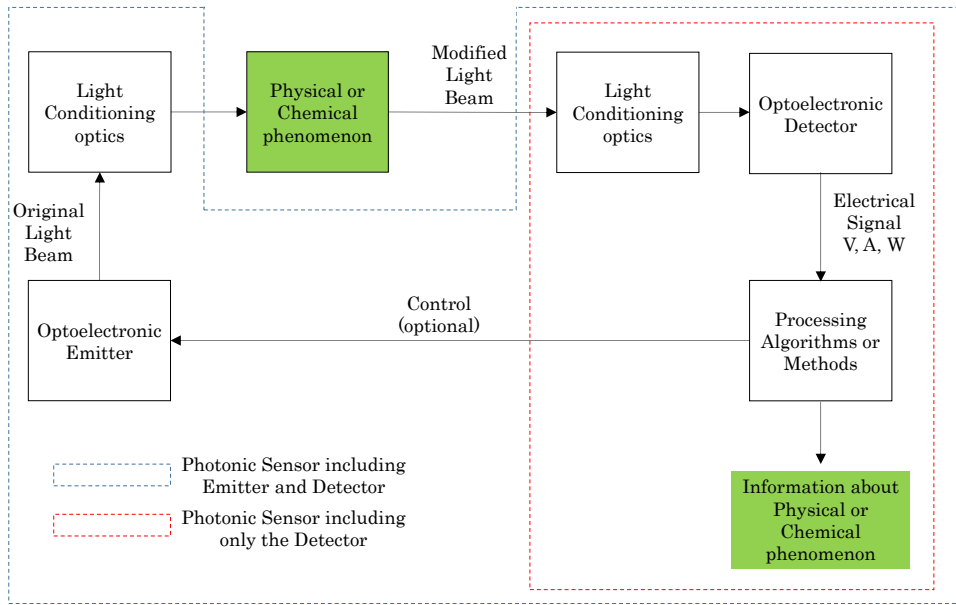 Light
Conditioning
optics
Physical or
Chemical
phenomenon
Modified
Light
Beam
Light
Conditioning
optics
Optoelectronic
Detector
Original
Light
Beam
Electrical
Signal
V, A, W
Optoelectronic
Emitter
Control
(optional)
Processing
Algorithms or
Methods
Photonic Sensor including
Emitter and Detector
Photonic Sensor including
only the Detector
Information about
Physical or
Chemical
phenomenon